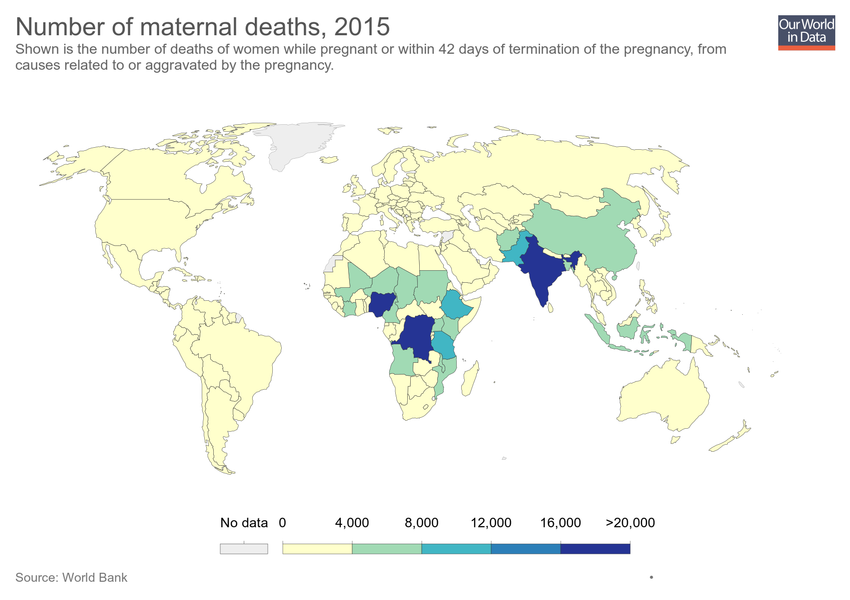 Number of maternal deaths, 2015
Our World
in Data
Shown is the number of deaths of women while pregnant or within 42 days of termination of the pregnancy, from
causes related to or aggravated by the pregnancy.
No data 0 4,000 8,000 12,000 16,000 >20,000
Source: World Bank